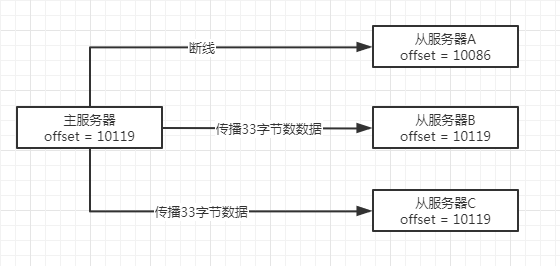 断线
从服务器A
offset = 10086
主服务器
offset = 10119
传播33字节数数据
从服务器B
offset = 10119
传播33字节数据
从服务器C
offset = 10119